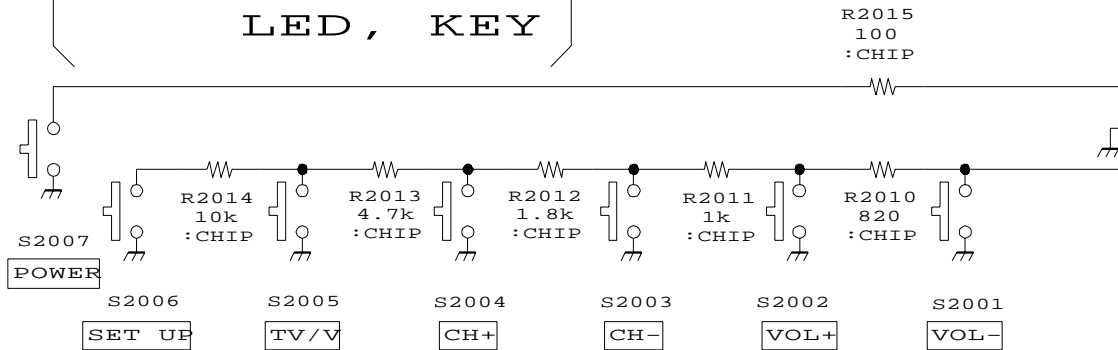 LED, KEY
R2015
100
:CHIP
R2014
10k
:CHIP
R2013
4.7k
:CHIP
R2012
1.8k
:CHIP
R2011
1k
:CHIP
R2010
820
:CHIP
S2007
POWER
S2006
SET UP
S2005
TV/V
S2004
CH+
S2003
CH-
S2002
VOL+
S2001
VOL-